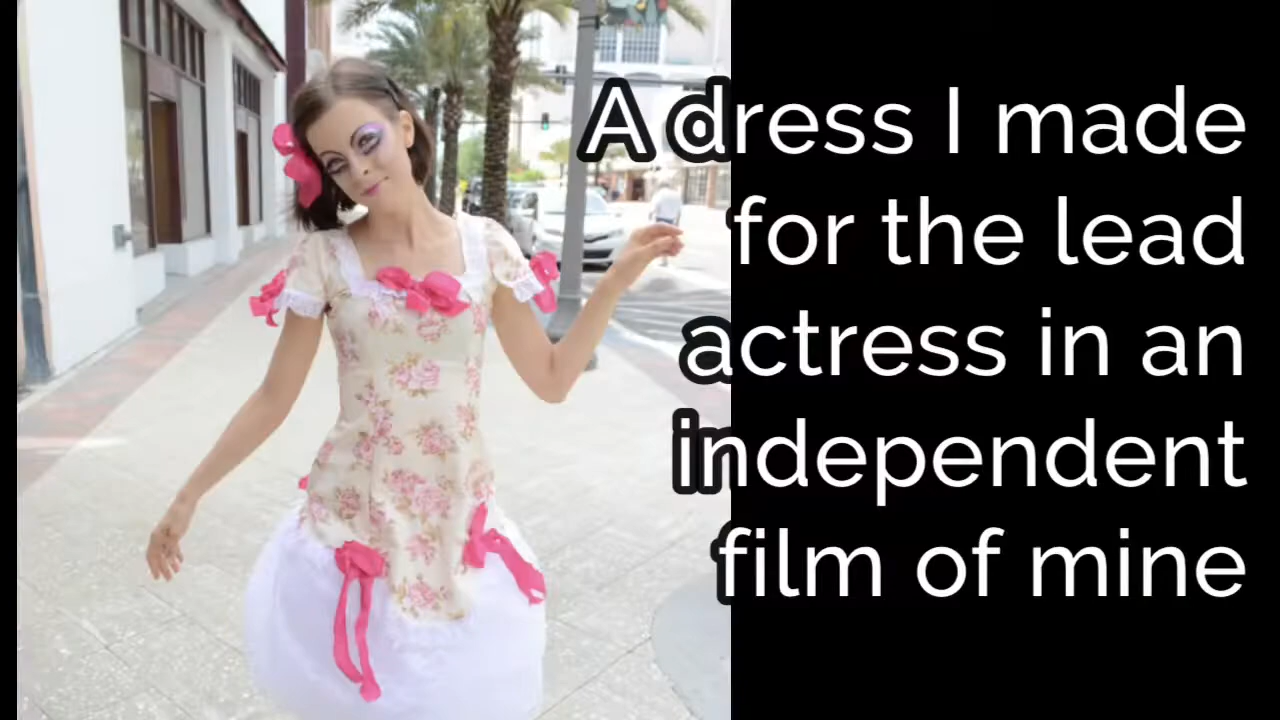 A dress I made
for the lead
actress in an
independent
film of mine